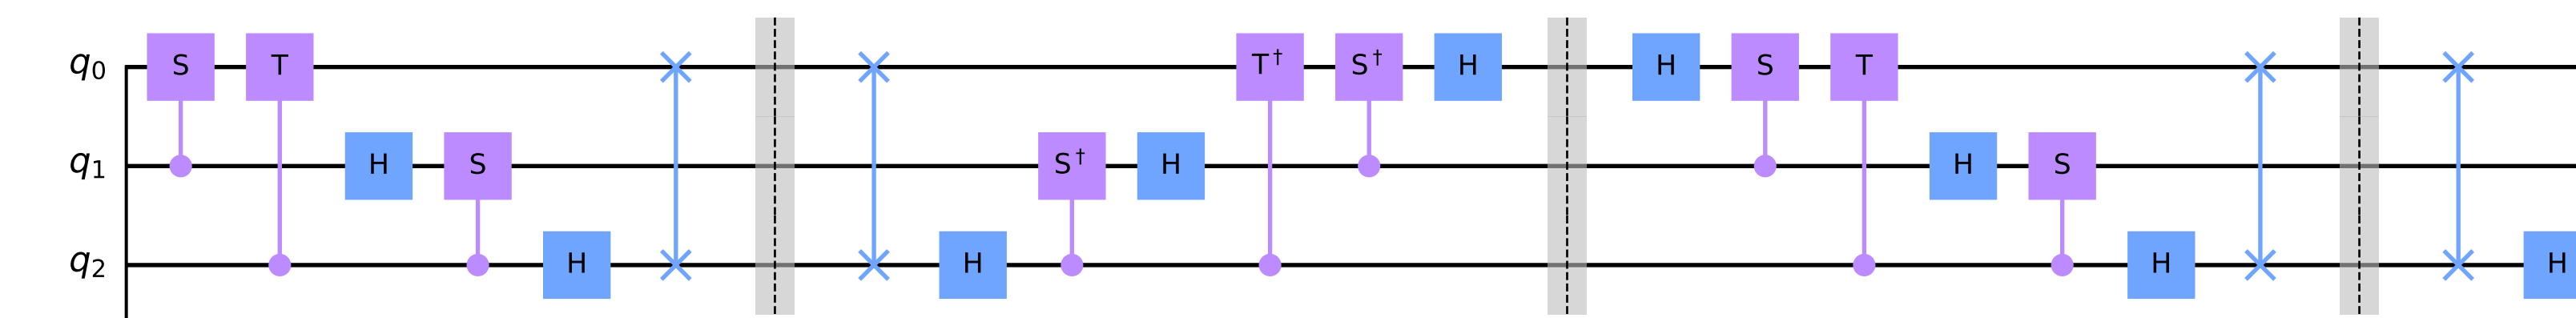 q0 S T T† S† H H S T
q1 H S S† H H S
q2 H H H H